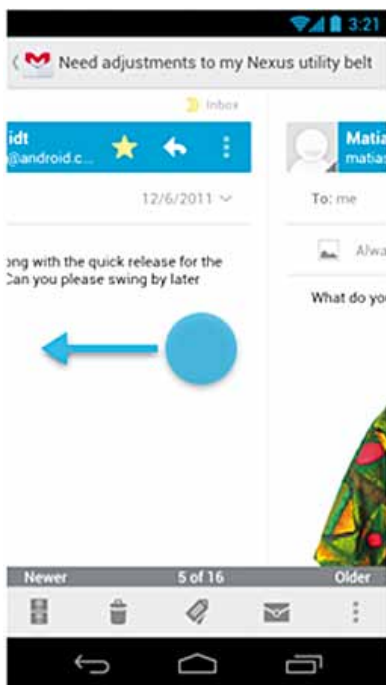 3:21
Need adjustments to my Nexus utility belt
Inbox
idt
@android.c...
12/6/2011
ong with the quick release for the
Can you please swing by later
Matia
matias
To: me
Alwa
What do you
Newer 5 of 16 Older